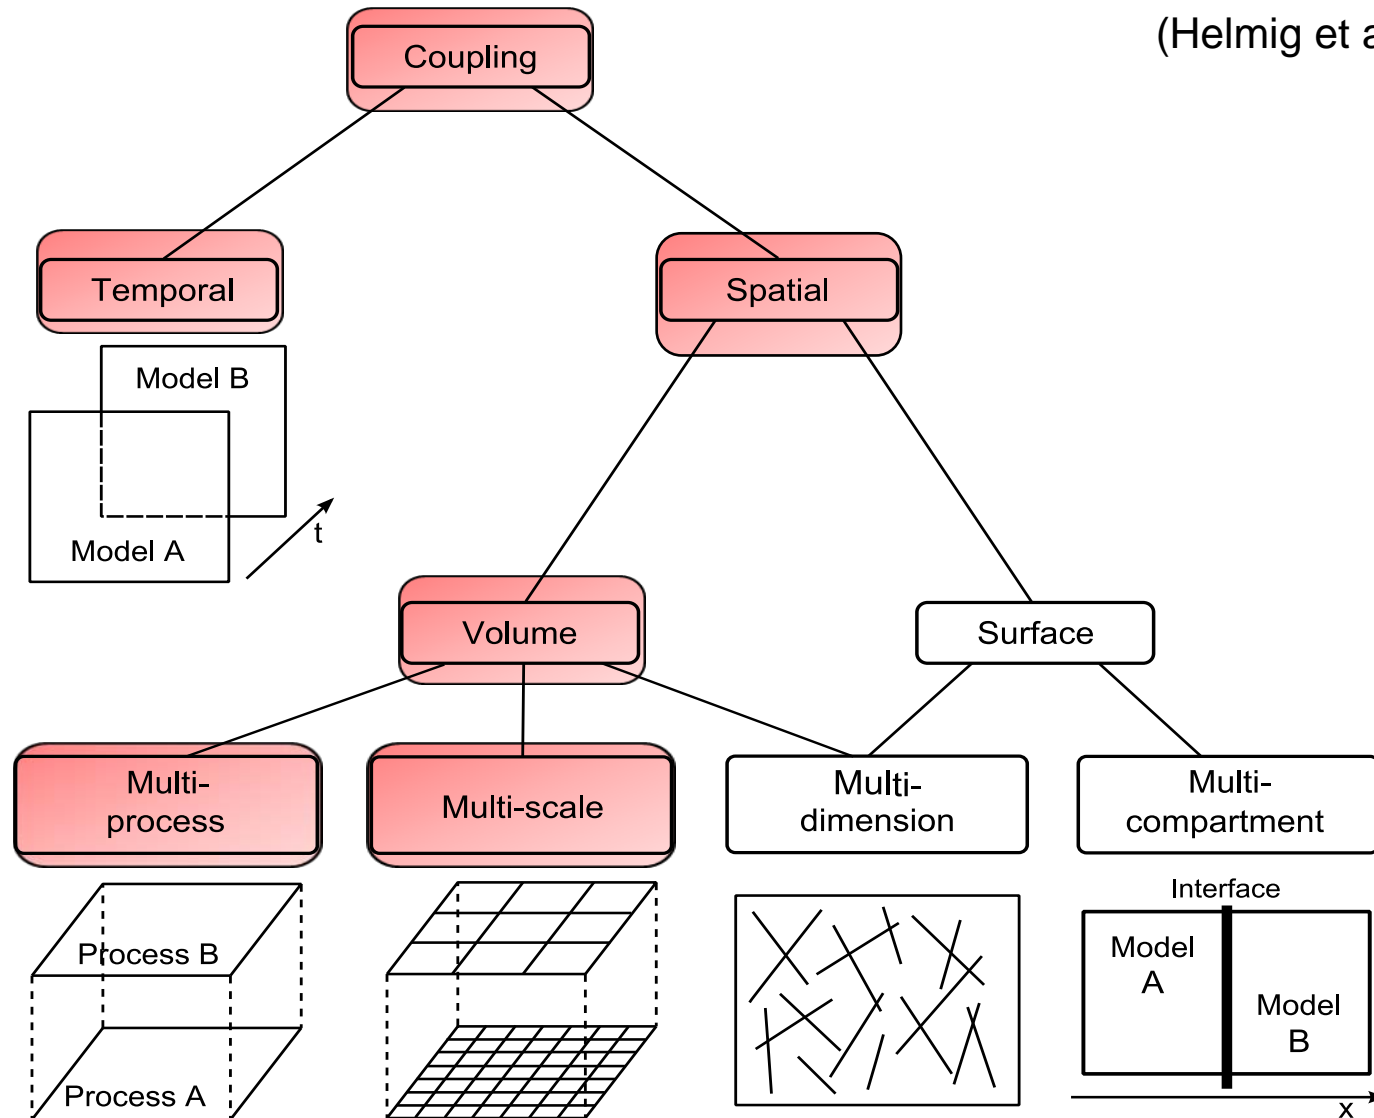 (Helmig et a
Coupling
Temporal
Spatial
Model B
Model A
t
Volume
Surface
Multi-
process
Multi-scale
Multi-
dimension
Multi-
compartment
Interface
Process B
Process A
Model
A
Model
B
x